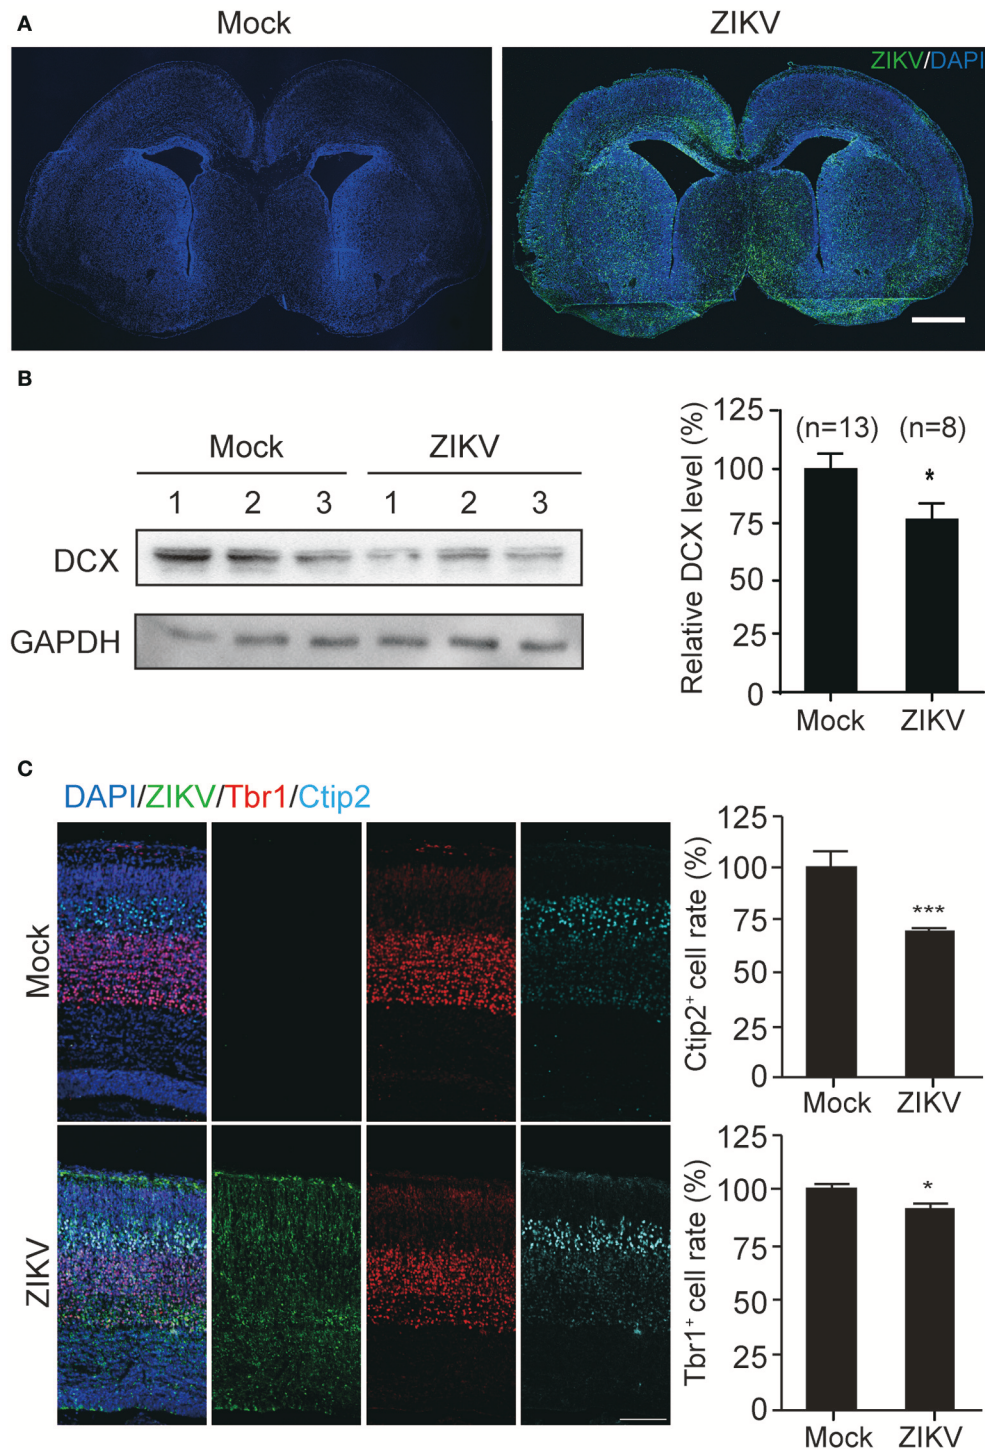 A
Mock
ZIKV
ZIKV/DAPI
B
Mock
ZIKV
1 2 3 1 2 3
DCX
GAPDH
Relative DCX level (%)
125
100
75
50
25
0
(n=13) (n=8)
*
Mock ZIKV
C
DAPI/ZIKV/Tbr1/Ctip2
Mock
ZIKV
Ctip2+ cell rate (%)
125
100
75
50
25
0
***
Mock ZIKV
Tbr1+ cell rate (%)
125
100
75
50
25
0
*
Mock ZIKV